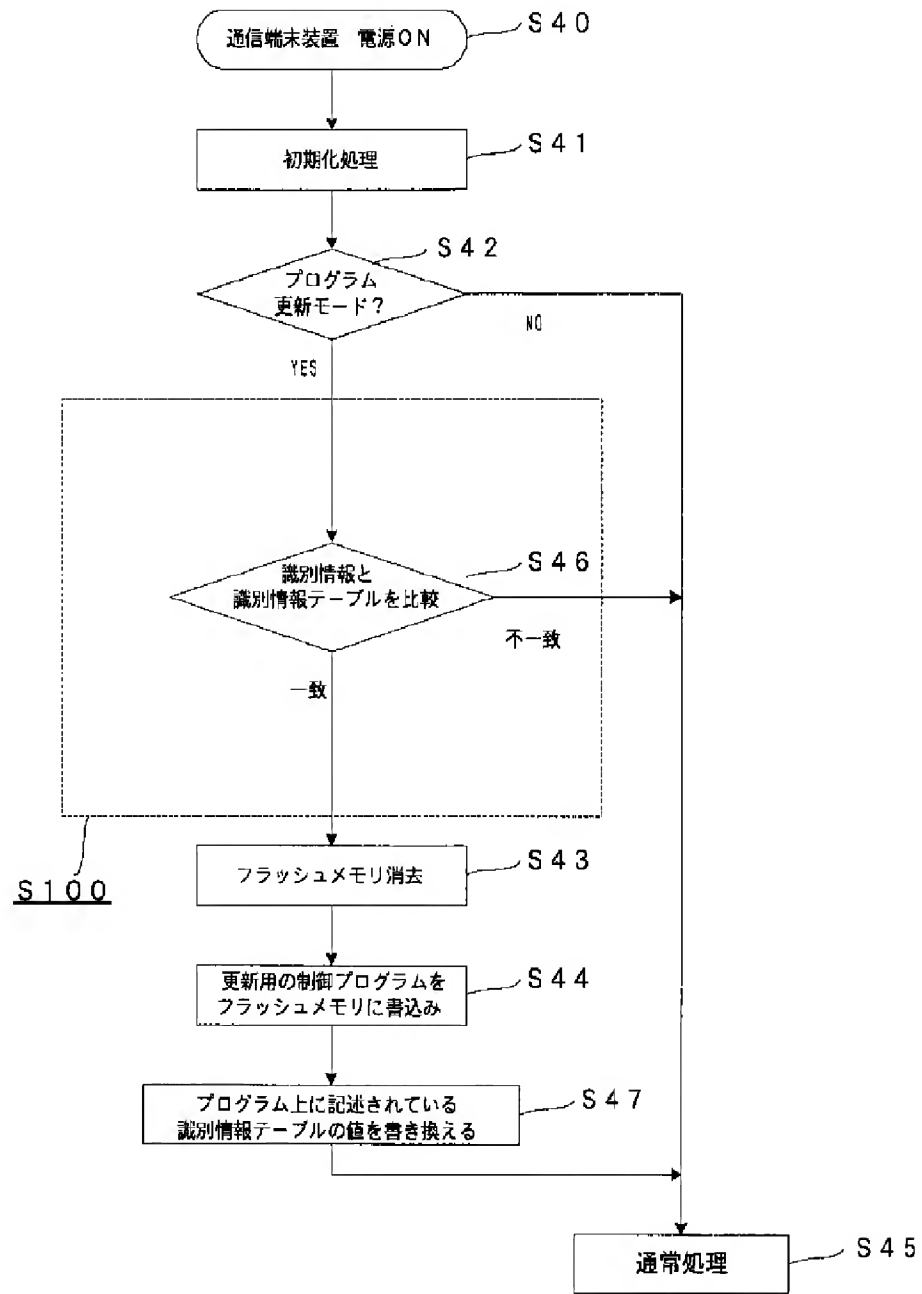 通信端末装置 電源ON
S40
初期化処理
S41
S42
プログラム
更新モード?
NO
YES
S46
識別情報と
識別情報テーブルを比較
不一致
一致
S43
フラッシュメモリ消去
S100
更新用の制御プログラムを
フラッシュメモリに書込み
S44
プログラム上に記述されている
識別情報テーブルの値を書き換える
S47
通常処理
S45